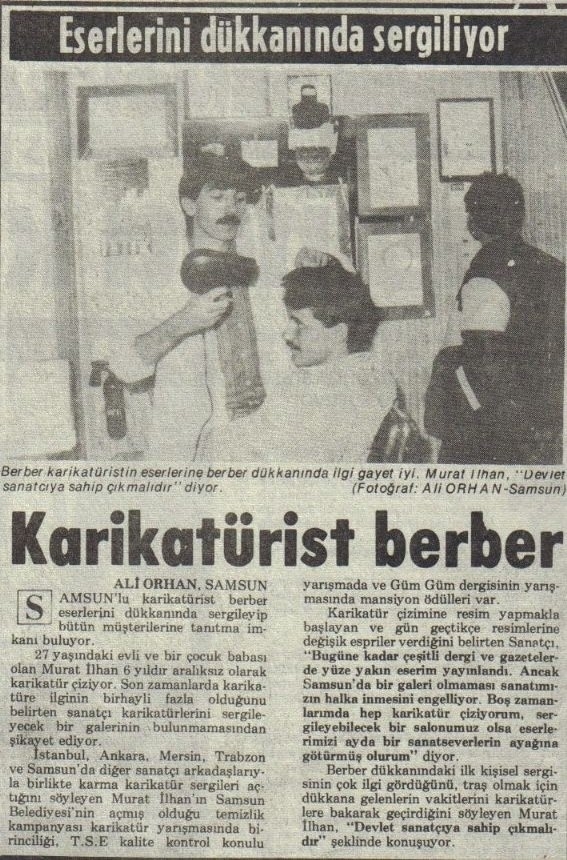 Eserlerini dükkanında sergiliyor
Berber karikatüristin eserlerine berber dükkanında ilgi gayet iyi. Murat İlhan, "Devlet
sanatcıya sahip çıkmalıdır" diyor. (Fotoğraf: Ali ORHAN-Samsun)
Karikatürist berber
ALİ ORHAN, SAMSUN
SAMSUN'lu karikatürist berber
eserlerini dükkanında sergileyip
bütün müşterilerine tanıtma im-
kanı buluyor.
27 yaşındaki evli ve bir çocuk babası
olan Murat İlhan 6 yıldır aralıksız olarak
karikatür çiziyor. Son zamanlarda karika-
türe ilginin birhayli fazla olduğunu
belirten sanatçı karikatürlerini sergile-
yecek bir galerinin bulunmamasından
şikayet ediyor.
İstanbul, Ankara, Mersin, Trabzon
ve Samsun'da diğer sanatçı arkadaşlarıy-
la birlikte karma karikatür sergileri aç-
tığını söyleyen Murat İlhan'ın Samsun
Belediyesi'nin açmış olduğu temizlik
kampanyası karikatür yarışmasında bi-
rinciliği, T.S.E kalite kontrol konulu
yarışmada ve Güm Güm dergisinin yarış-
masında mansiyon ödülleri var.
Karikatür çizimine resim yapmakla
başlayan ve gün geçtikçe resimlerine
değişik espriler verdiğini belirten Sanatçı,
"Bugüne kadar çeşitli dergi ve gazeteler-
de yüze yakın eserim yayınlandı. Ancak
Samsun'da bir galeri olmaması sanatımı-
zın halka inmesini engelliyor. Boş zaman-
larımda hep karikatür çiziyorum, ser-
gileyebilecek bir salonumuz olsa eserle-
rimizi ayda bir sanatseverlerin ayağına
götürmüş olurum" diyor.
Berber dükkanındaki ilk kişisel sergi-
sinin çok ilgi gördüğünü, traş olmak için
dükkana gelenlerin vakitlerini karikatür-
lere bakarak geçirdiğini söyleyen Murat
İlhan, "Devlet sanatçıya sahip çıkmalı-
dır" şeklinde konuşuyor.